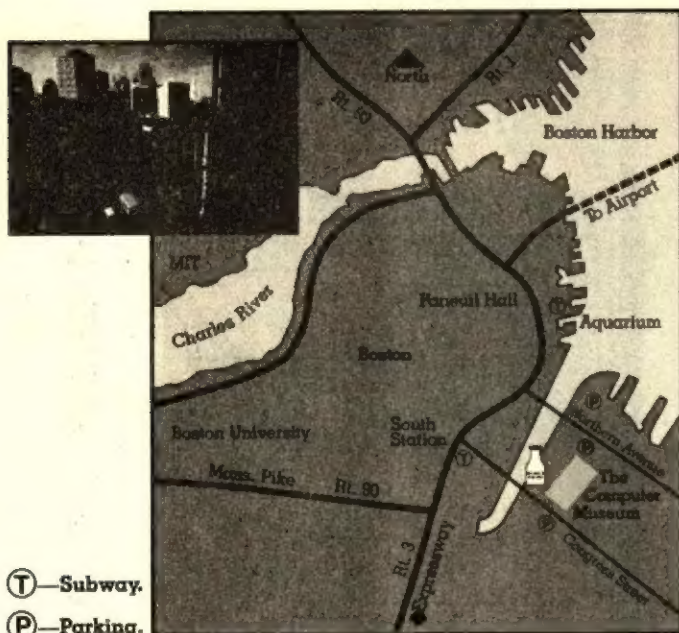 North
Rt. 1
Rt. 90
Boston Harbor
To Airport
MIT
Charles River
Faneuil Hall
Aquarium
Boston
Boston University
South
Station
Northern Avenue
The
Computer
Museum
Mass. Pike
Rt. 90
Congress Street
Rt. 3
Expressway
T
T
P
P
P
T—Subway.
P—Parking.